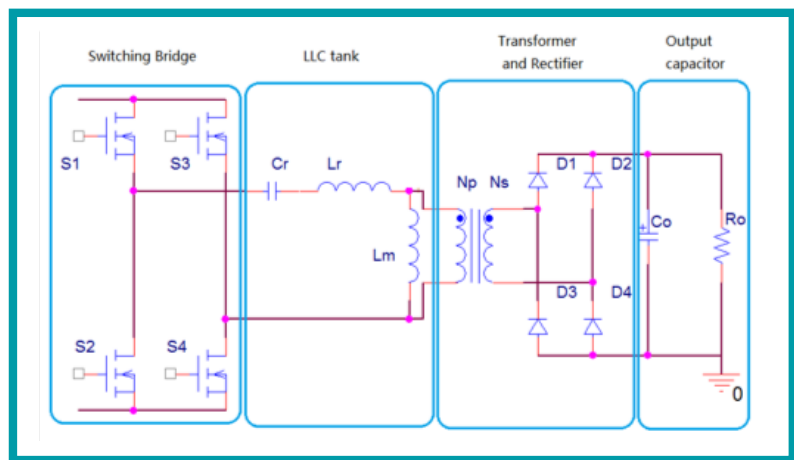 Switching Bridge
LLC tank
Transformer
and Rectifier
Output
capacitor
S1
S3
S2
S4
Cr
Lr
Lm
Np
Ns
D1
D2
D3
D4
+
Co
Ro
0